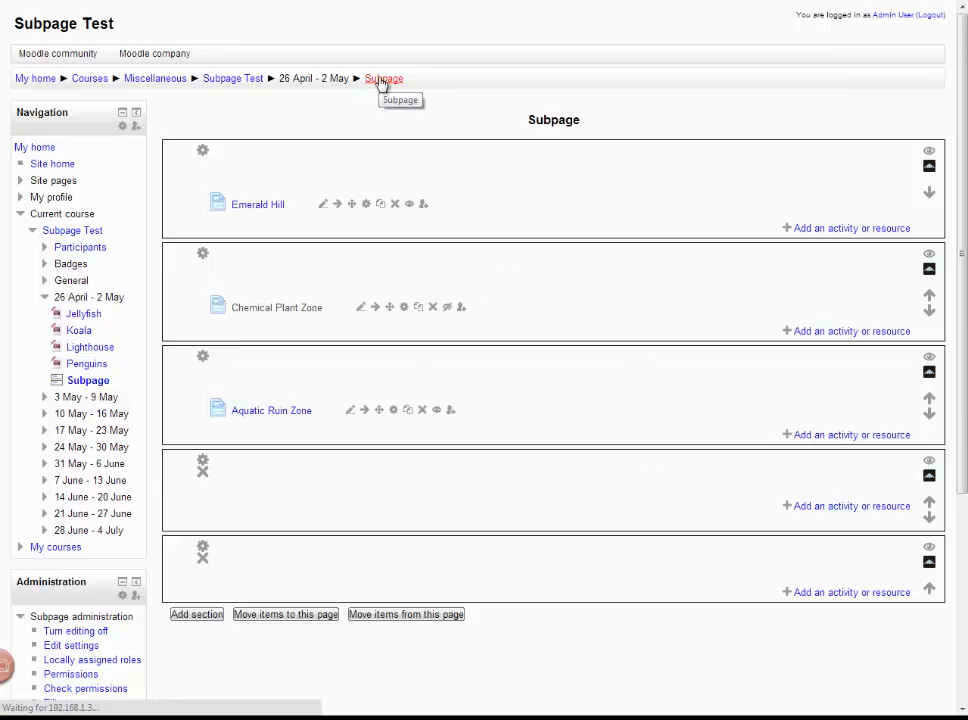 Subpage Test
You are logged in as Admin User (Logout)
Moodle community Moodle company
My home ► Courses ► Miscellaneous ► Subpage Test ► 26 April - 2 May ► Subpage
Subpage
Navigation
My home
Site home
Site pages
My profile
Current course
Subpage Test
Participants
Badges
General
26 April - 2 May
Jellyfish
Koala
Lighthouse
Penguins
Subpage
3 May - 9 May
10 May - 16 May
17 May - 23 May
24 May - 30 May
31 May - 6 June
7 June - 13 June
14 June - 20 June
21 June - 27 June
28 June - 4 July
My courses
Administration
Subpage administration
Turn editing off
Edit settings
Locally assigned roles
Permissions
Check permissions
Subpage
Emerald Hill
Add an activity or resource
Chemical Plant Zone
Add an activity or resource
Aquatic Ruin Zone
Add an activity or resource
Add an activity or resource
Add an activity or resource
Add section Move items to this page Move items from this page
Waiting for 192.168.1.3...